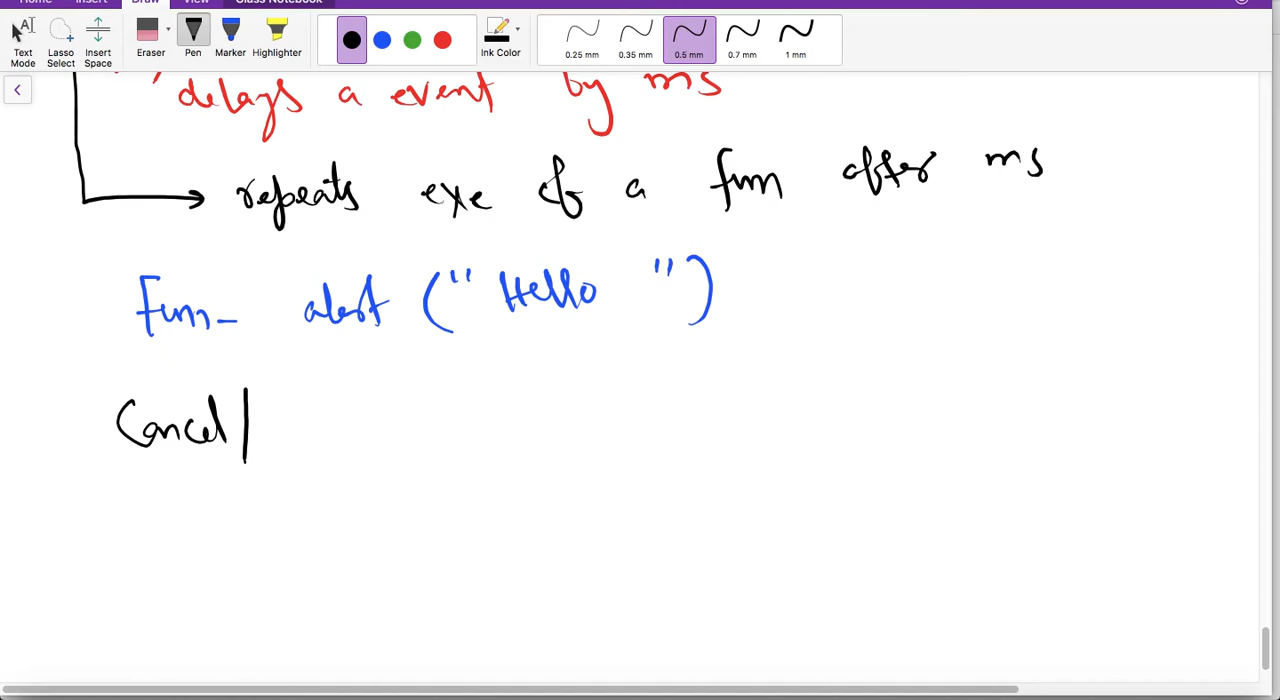 Home Insert Draw View Class Notebook
Text Mode Lasso Select Insert Space Eraser Pen Marker Highlighter Ink Color 0.25 mm 0.35 mm 0.5 mm 0.7 mm 1 mm
delays a event by ms
repeats exe of a fun after ms
Fun_ alert (" Hello ")
Cancel |